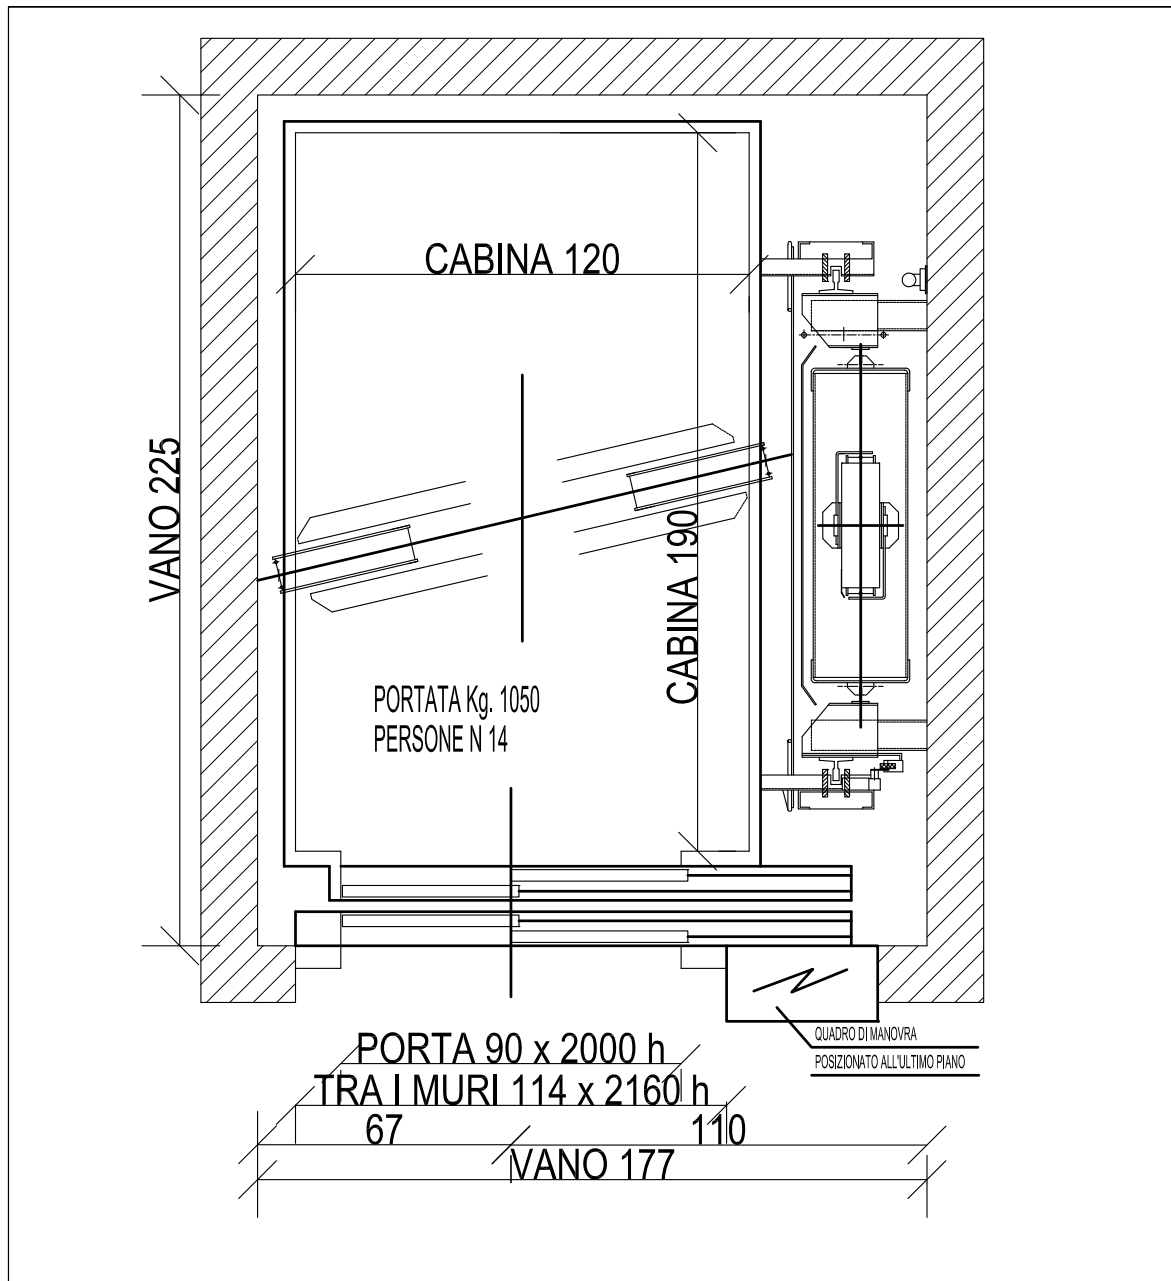 CABINA 120
VANO 225
CABINA 190
PORTATA Kg. 1050
PERSONE N 14
QUADRO DI MANOVRA
POSIZIONATO ALL'ULTIMO PIANO
PORTA 90 x 2000 h
TRA I MURI 114 x 2160 h
67 110
VANO 177